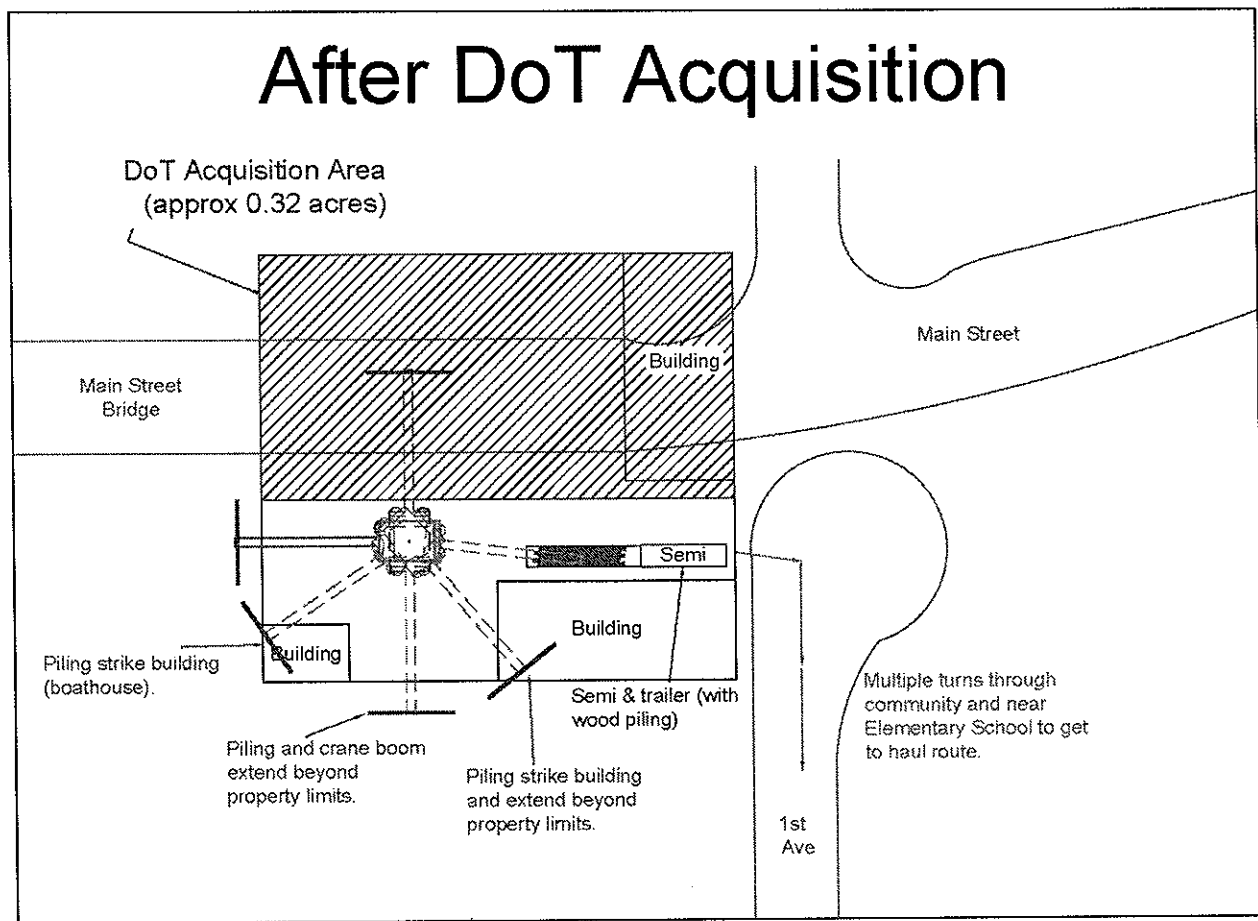 After DoT Acquisition
DoT Acquisition Area
(approx 0.32 acres)
Building
Main Street
Main Street
Bridge
Semi
Building
Building
Piling strike building
(boathouse).
Semi & trailer (with
wood piling)
Multiple turns through
community and near
Elementary School to get
to haul route.
Piling and crane boom
extend beyond
property limits.
Piling strike building
and extend beyond
property limits.
1st
Ave